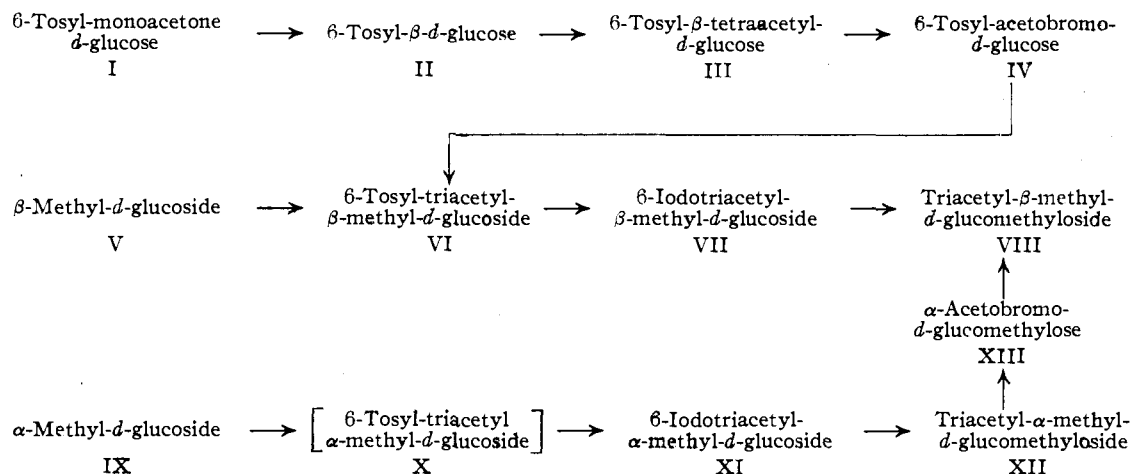 6-Tosyl-monoacetone
d-glucose
I
6-Tosyl-β-d-glucose
II
6-Tosyl-β-tetraacetyl-
d-glucose
III
6-Tosyl-acetobromo-
d-glucose
IV
β-Methyl-d-glucoside
V
6-Tosyl-triacetyl-
β-methyl-d-glucoside
VI
6-Iodotriacetyl-
β-methyl-d-glucoside
VII
Triacetyl-β-methyl-
d-glucomethyloside
VIII
α-Acetobromo-
d-glucomethylose
XIII
α-Methyl-d-glucoside
IX
6-Tosyl-triacetyl
α-methyl-d-glucoside
X
6-Iodotriacetyl-
α-methyl-d-glucoside
XI
Triacetyl-α-methyl-
d-glucomethyloside
XII